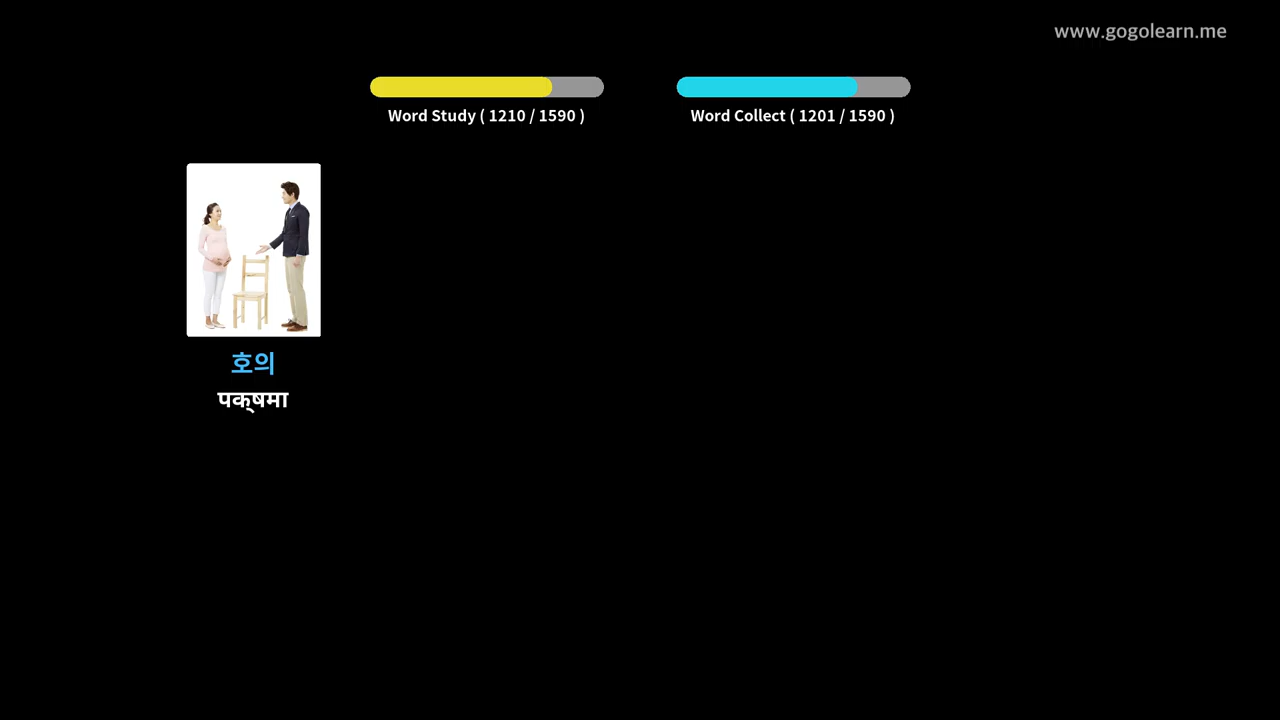 www.gogolearn.me
Word Study ( 1210 / 1590 )
Word Collect ( 1201 / 1590 )
호의
पक्षमा